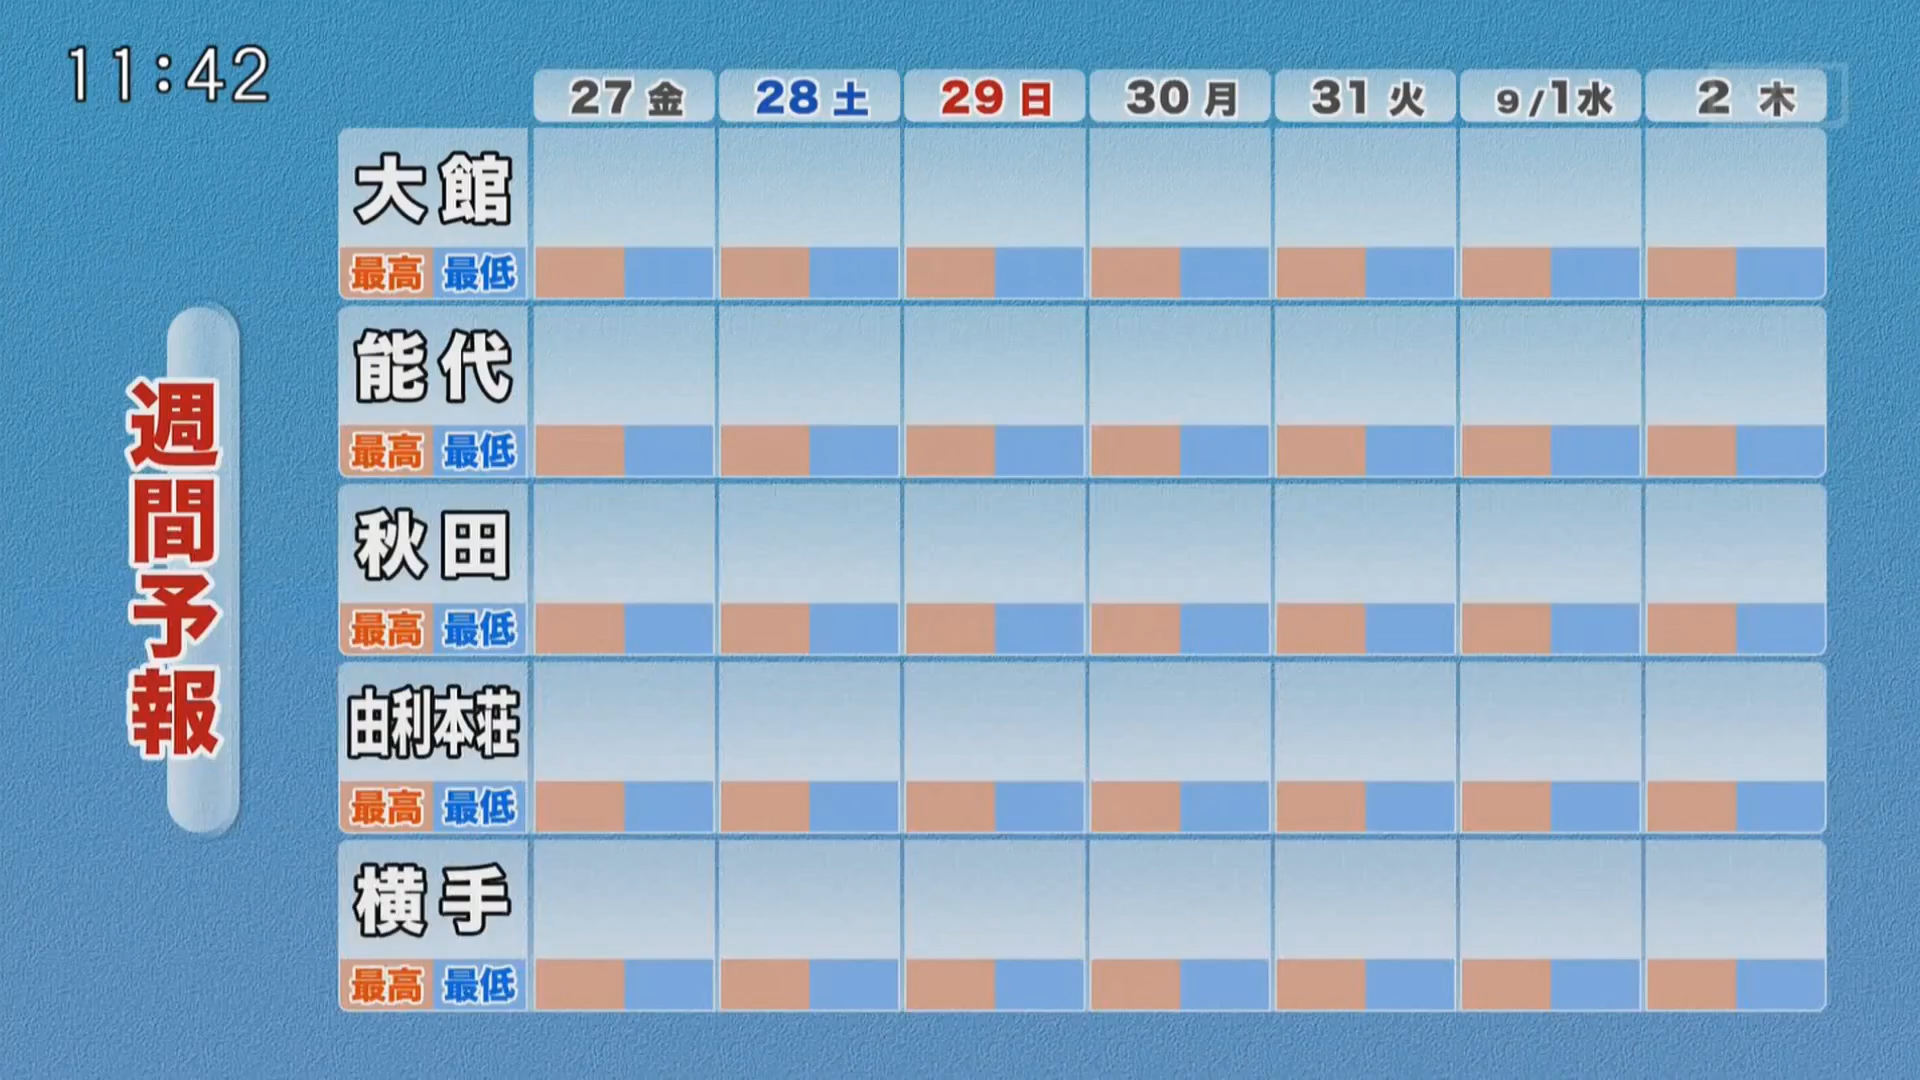 11:42
27 金 28 土 29 日 30 月 31 火 9/1水 2 木
週間予報
大館
最高 最低
能代
最高 最低
秋田
最高 最低
由利本荘
最高 最低
横手
最高 最低